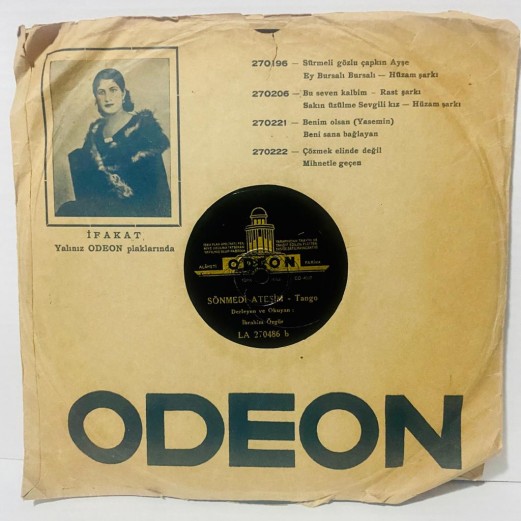 270196 — Sürmeli gözlu çapkın Ayşe
Ey Bursalı Bursalı — Hüzam şarkı
270206 — Bu seven kalbim - Rast şarkı
Sakın üzülme Sevgili kız — Hüzam şarkı
270221 — Benim olsan (Yasemin)
Beni sana bağlayan
270222 — Çözmek elinde değil
Mihnetle geçen
İFAKAT
Yalınız ODEON plaklarında
ODEON
SÖNMEDİ ATEŞİM - Tango
Derleyen ve Okuyan :
İbrahim Özgür
LA 270486 b
ODEON